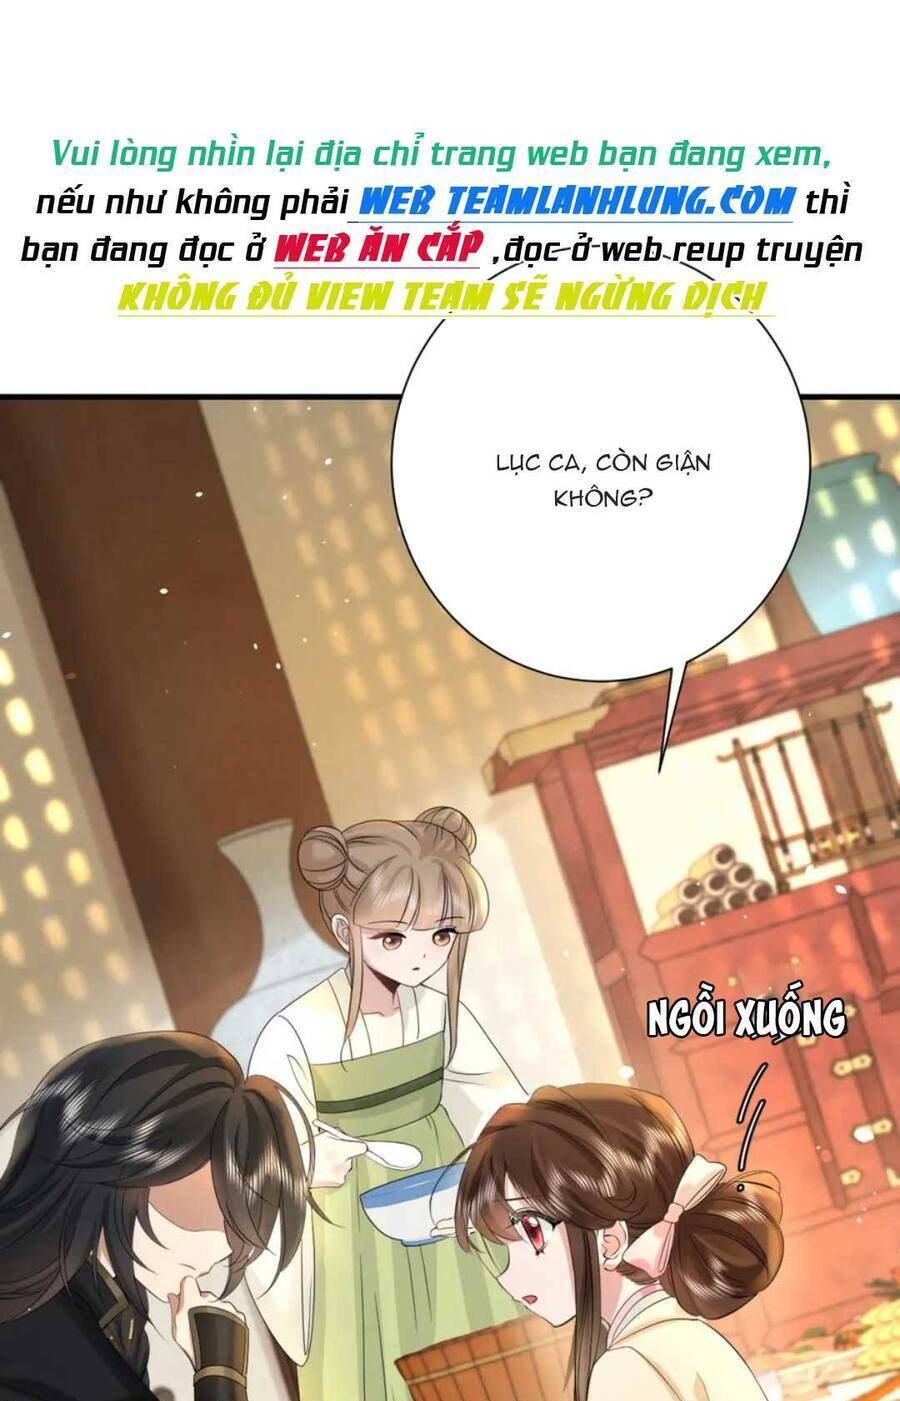 Vui lòng nhìn lại địa chỉ trang web bạn đang xem,
nếu như không phải WEB TEAMLANHLUNG.COM thì
bạn đang đọc ở WEB ĂN CẮP ,đọc ở web reup truyện
KHÔNG ĐỦ VIEW TEAM SẼ NGỪNG DỊCH
LỤC CA, CÒN GIẬN
KHÔNG?
NGỒI XUỐNG